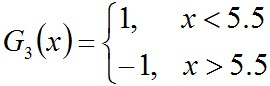 G₃(x) = { 1, x < 5.5
−1, x > 5.5